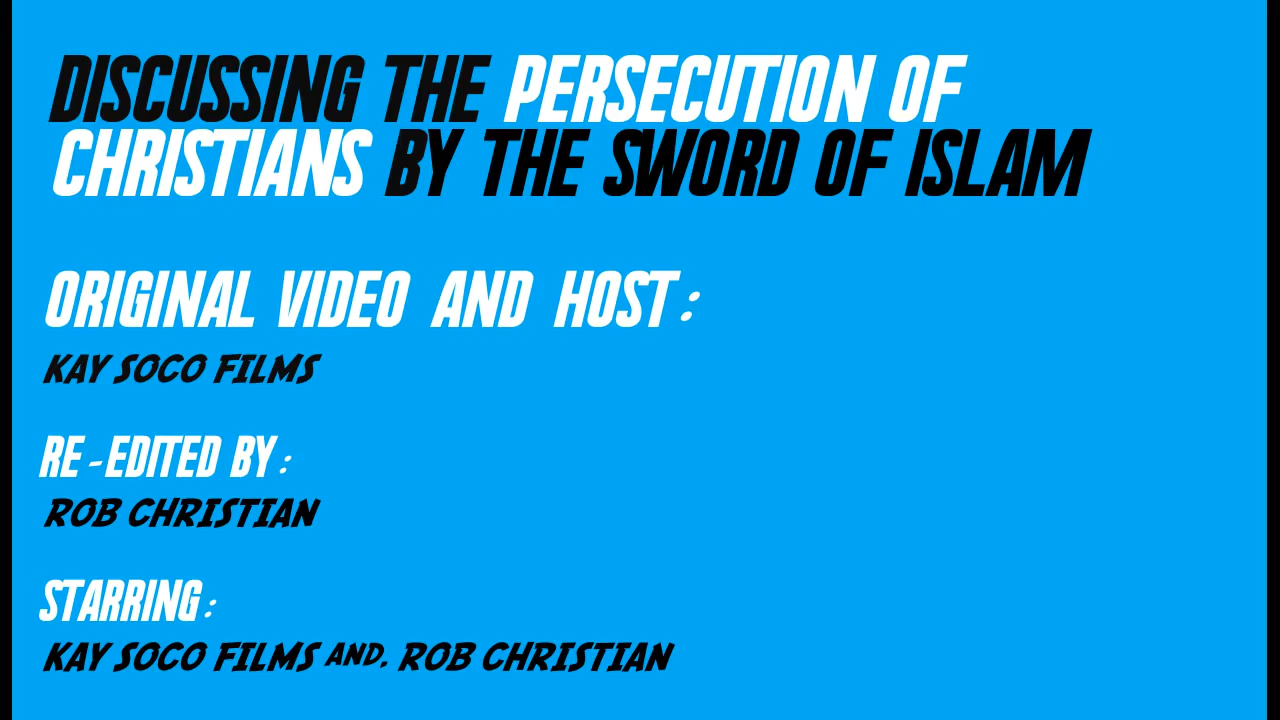 DISCUSSING THE PERSECUTION OF
CHRISTIANS BY THE SWORD OF ISLAM
ORIGINAL VIDEO AND HOST:
KAY SOCO FILMS
RE-EDITED BY:
ROB CHRISTIAN
STARRING:
KAY SOCO FILMS AND. ROB CHRISTIAN